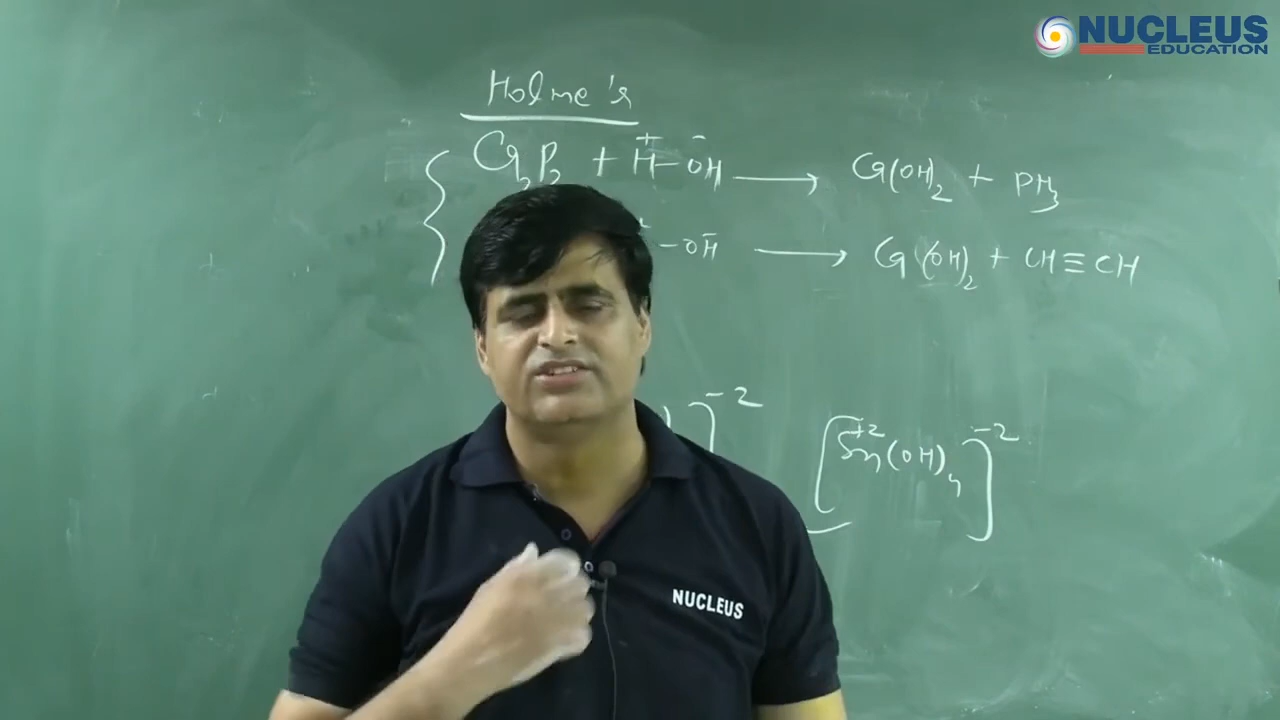 NUCLEUS
EDUCATION
Holme's
Ca3P2 + H+–OH− ⟶ Ca(OH)2 + PH3
–OH− ⟶ Ca(OH)2 + CH≡CH
]−2
[Sn+2(OH)4]−2
NUCLEUS